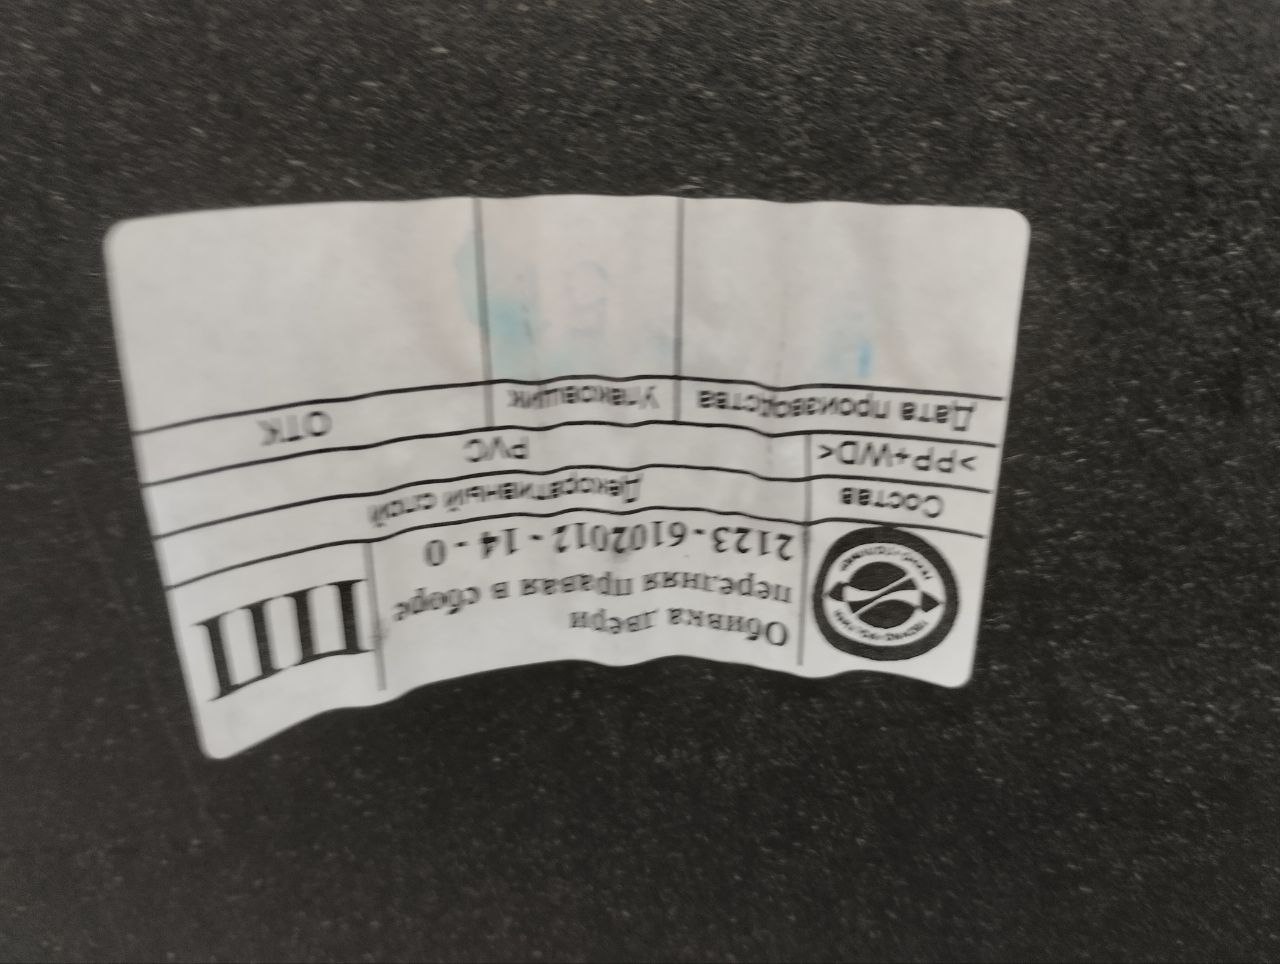 Обивка двери
передняя правая в сборе
2123-6102012 - 14 - 0
ПП
Состав
Декоративный слой
>PP+WD<
PVC
Дата производства
Упаковщик
ОТК